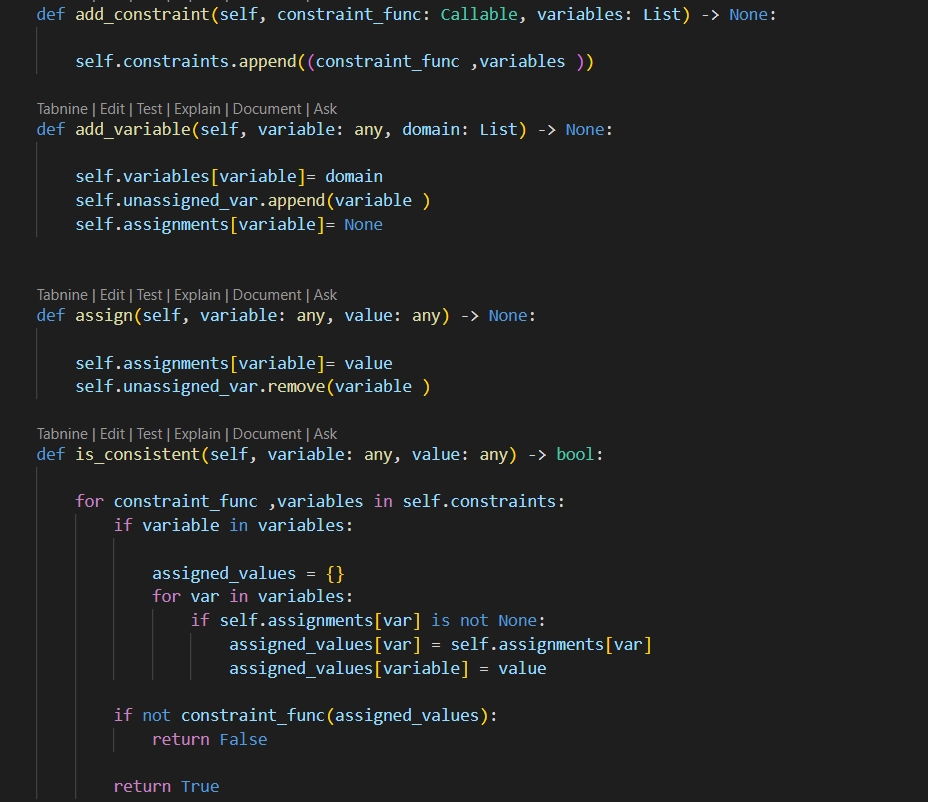 def add_constraint(self, constraint_func: Callable, variables: List) -> None:
self.constraints.append((constraint_func ,variables ))
Tabnine | Edit | Test | Explain | Document | Ask
def add_variable(self, variable: any, domain: List) -> None:
self.variables[variable]= domain
self.unassigned_var.append(variable )
self.assignments[variable]= None
Tabnine | Edit | Test | Explain | Document | Ask
def assign(self, variable: any, value: any) -> None:
self.assignments[variable]= value
self.unassigned_var.remove(variable )
Tabnine | Edit | Test | Explain | Document | Ask
def is_consistent(self, variable: any, value: any) -> bool:
for constraint_func ,variables in self.constraints:
if variable in variables:
assigned_values = {}
for var in variables:
if self.assignments[var] is not None:
assigned_values[var] = self.assignments[var]
assigned_values[variable] = value
if not constraint_func(assigned_values):
return False
return True